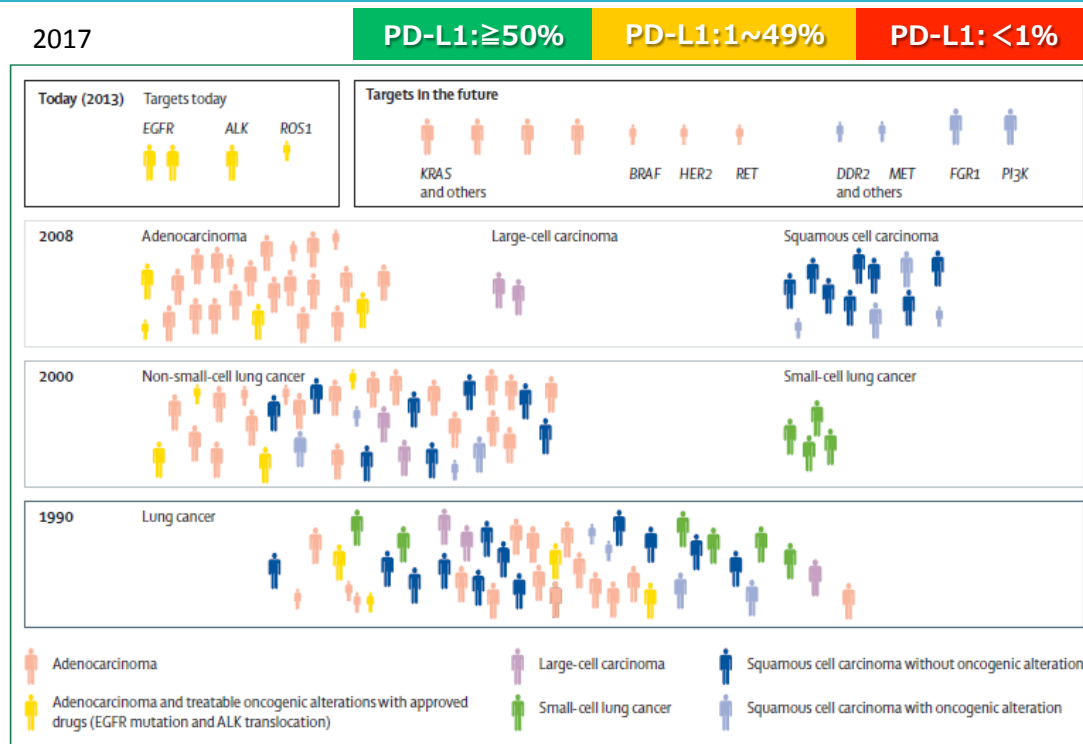 2017
PD-L1:≧50%
PD-L1:1~49%
PD-L1:<1%
Today (2013)
Targets today
EGFR
ALK
ROS1
Targets in the future
KRAS
and others
BRAF
HER2
RET
DDR2
MET
and others
FGR1
PI3K
2008
Adenocarcinoma
Large-cell carcinoma
Squamous cell carcinoma
2000
Non-small-cell lung cancer
Small-cell lung cancer
1990
Lung cancer
Adenocarcinoma
Adenocarcinoma and treatable oncogenic alterations with approved
drugs (EGFR mutation and ALK translocation)
Large-cell carcinoma
Small-cell lung cancer
Squamous cell carcinoma without oncogenic alteration
Squamous cell carcinoma with oncogenic alteration